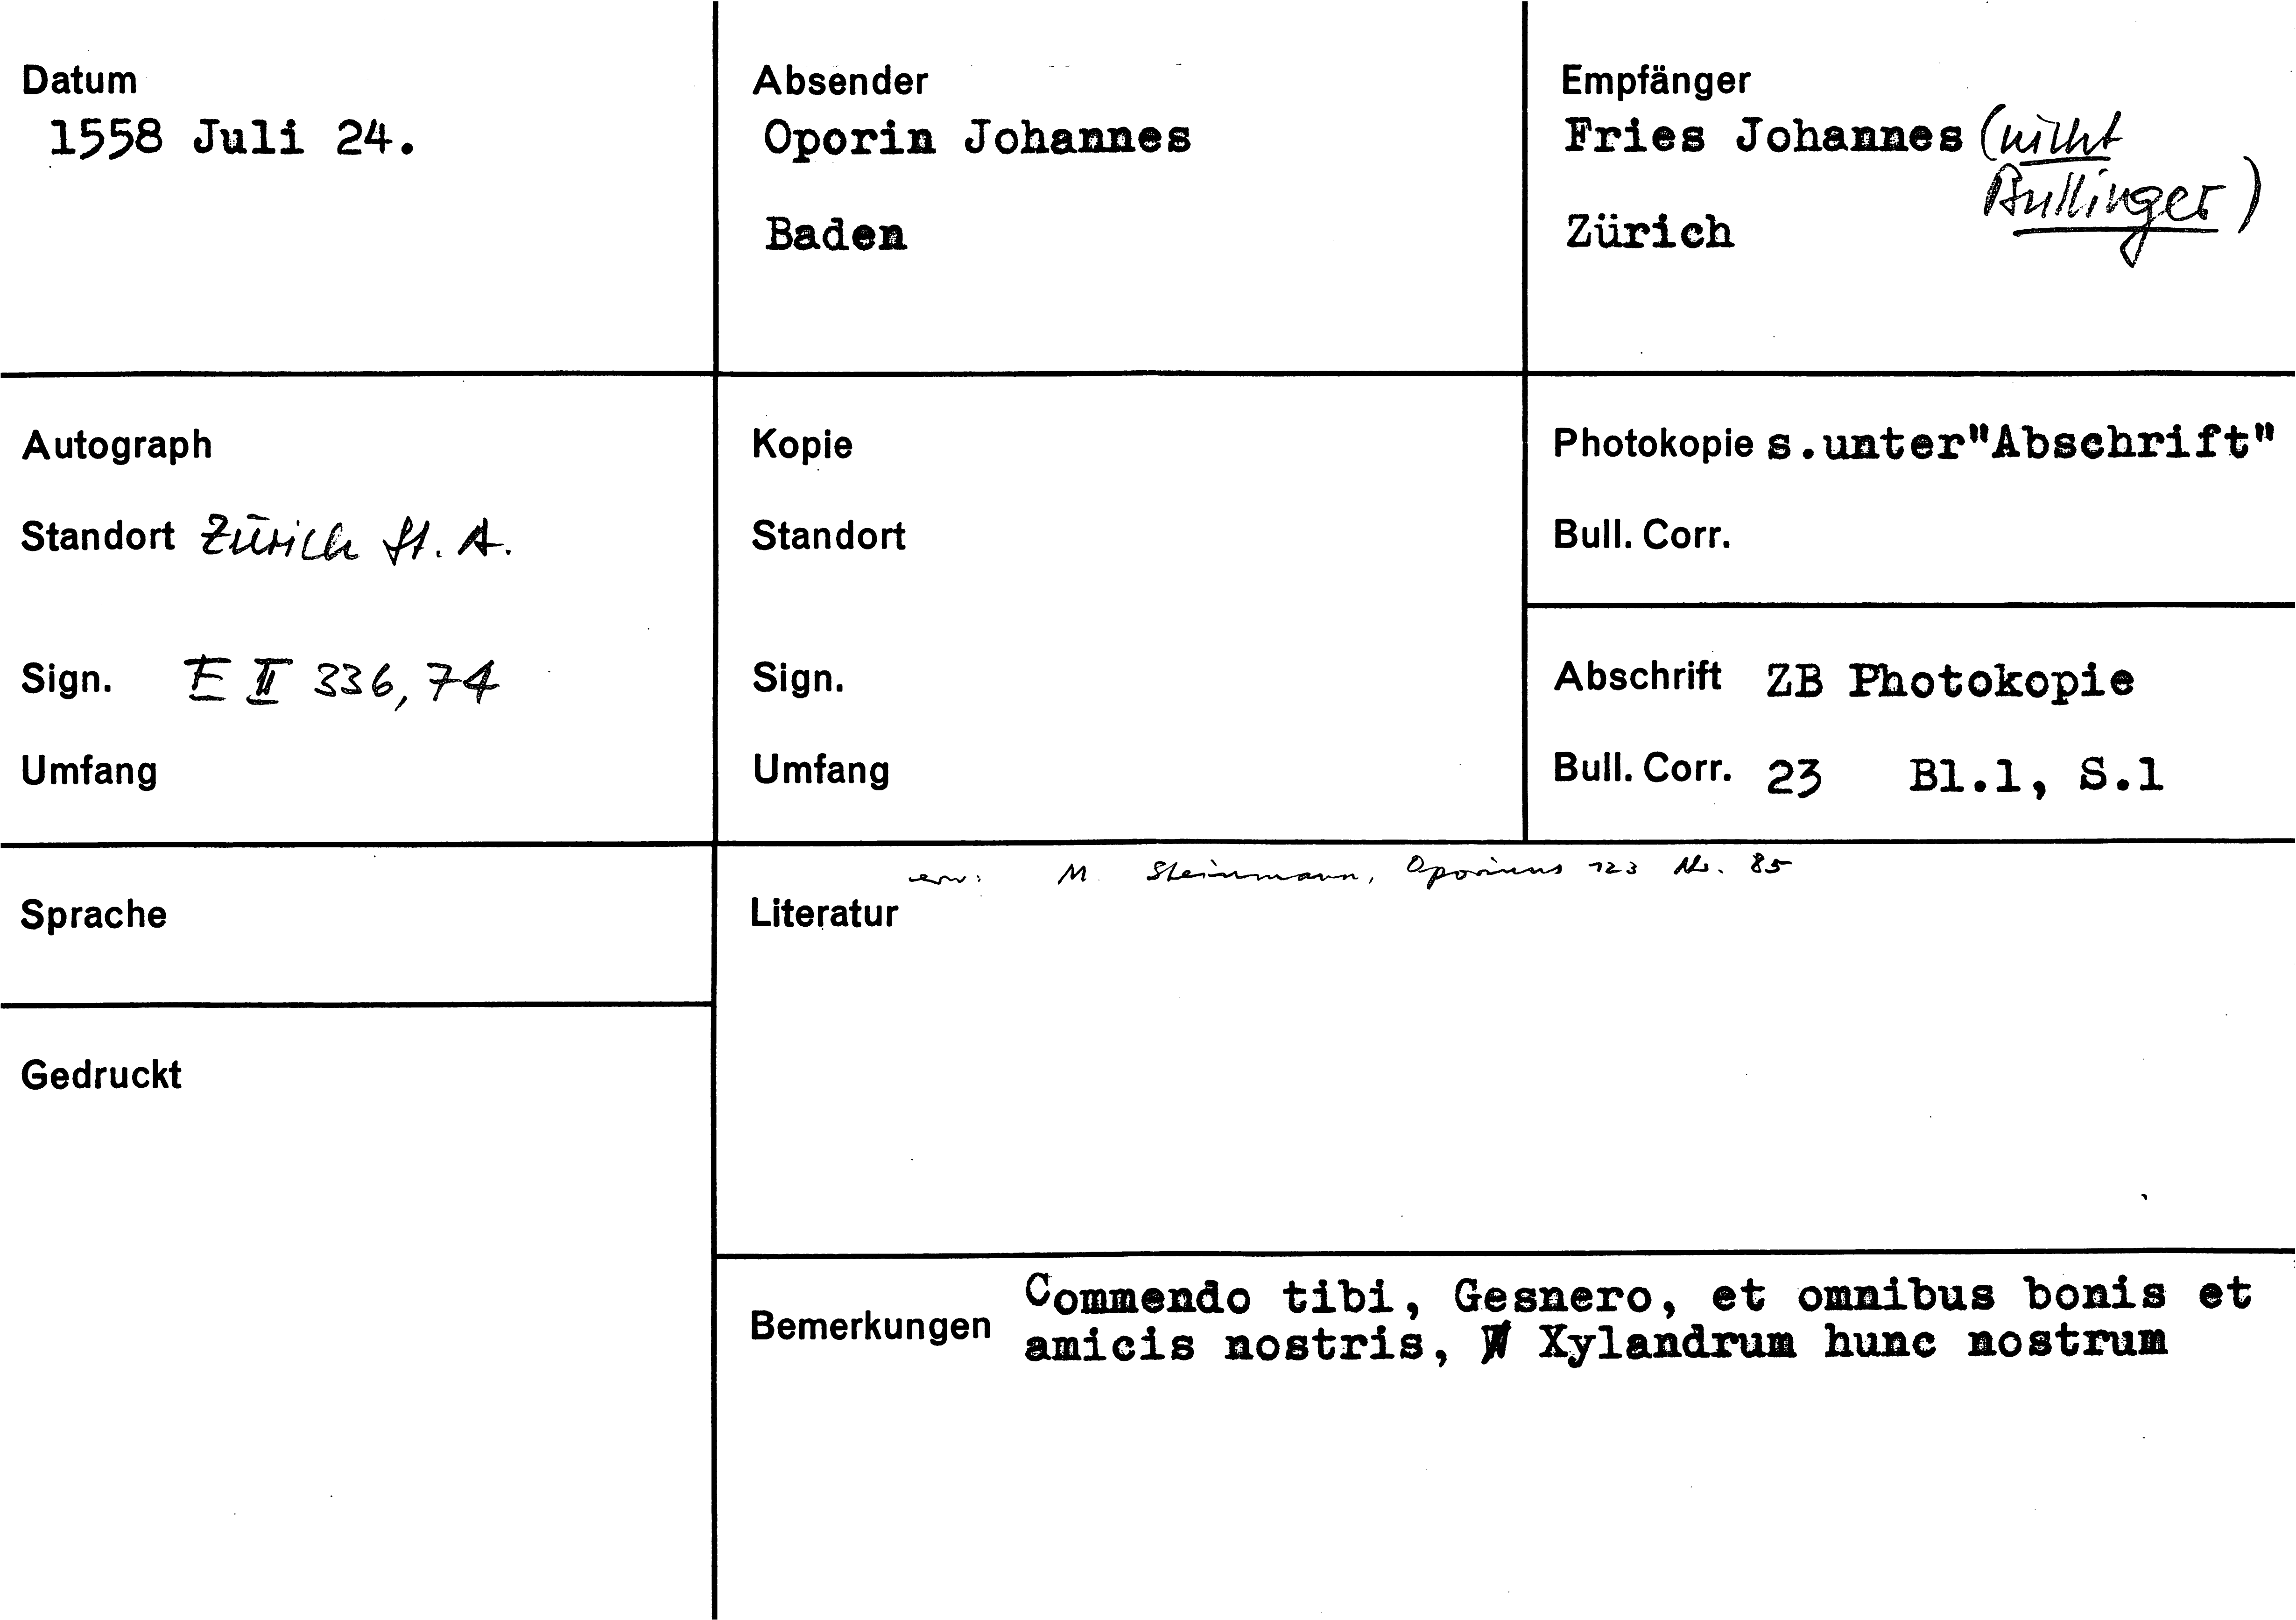 Datum
1558 Juli 24.
Absender
Oporin Johannes
Baden
Empfänger
Fries Johannes (nicht
Bullinger)
Zürich
Autograph
Standort Zürich St. A.
Sign. E II 336, 74
Umfang
Kopie
Standort
Sign.
Umfang
Photokopie s.unter"Abschrift"
Bull. Corr.
Abschrift ZB Photokopie
Bull. Corr. 23 Bl.1, S.1
Sprache
Gedruckt
erw: M. Steinmann, Oporinus 123 Nr. 85
Literatur
Bemerkungen
Commendo tibi, Gesnero, et omnibus bonis et
amicis nostris, Xylandrum hunc nostrum